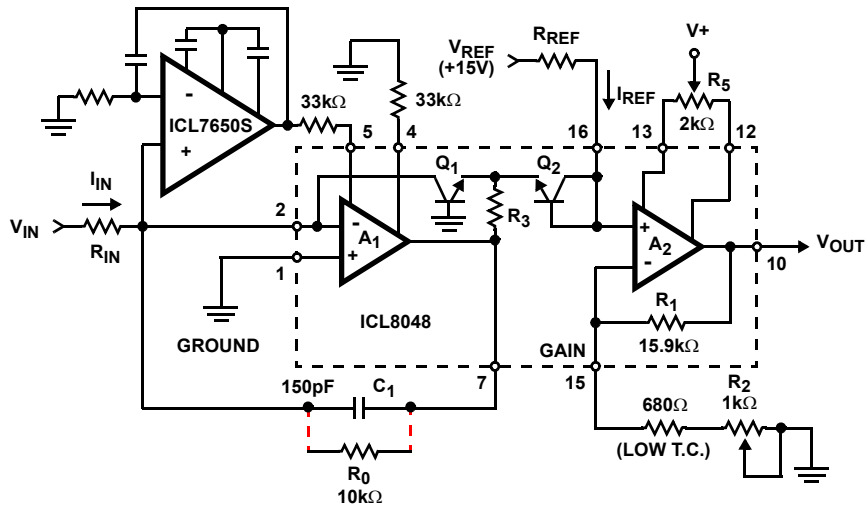 V+
VREF
(+15V)
RREF
IREF
R5
2kΩ
-
ICL7650S
+
33kΩ
33kΩ
5
4
16
13
12
IIN
VIN
RIN
Q1
Q2
R3
2
-
A1
+
1
+
A2
-
10
VOUT
GROUND
ICL8048
R1
15.9kΩ
GAIN
7
15
150pF
C1
R0
10kΩ
680Ω
(LOW T.C.)
R2
1kΩ